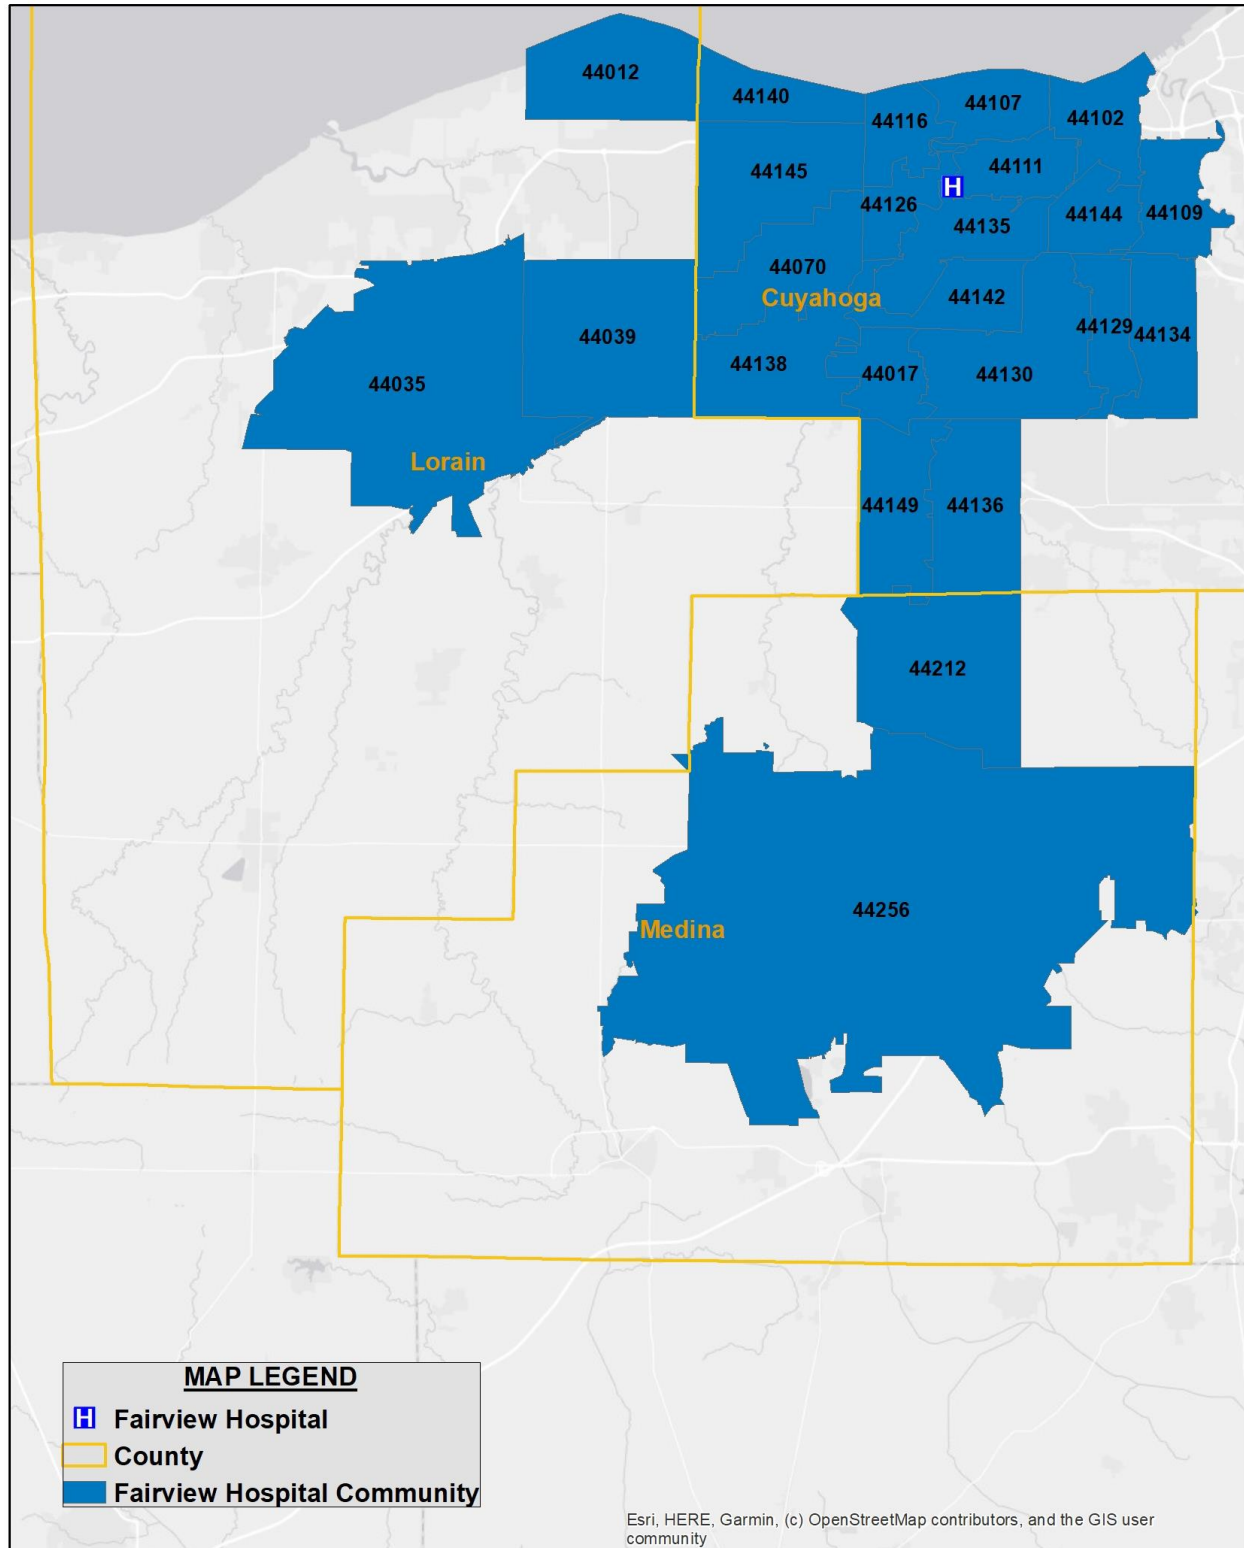 44012
44140
44107
44102
44116
44111
44145
44126
44144
44109
44135
44070
Cuyahoga
44142
44129
44134
44039
44138
44017
44130
44035
Lorain
44149
44136
44212
44256
Medina
MAP LEGEND
H Fairview Hospital
County
Fairview Hospital Community
H
Esri, HERE, Garmin, (c) OpenStreetMap contributors, and the GIS user
community